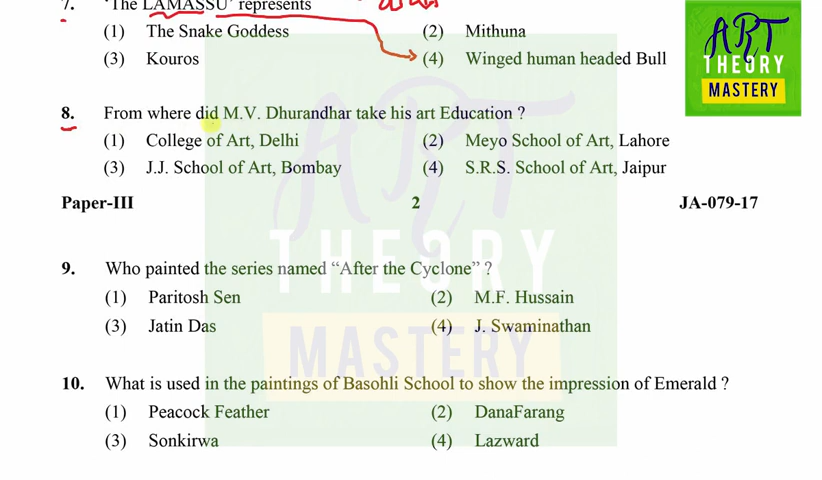 7. 'The LAMASSU' represents
(1) The Snake Goddess (2) Mithuna
(3) Kouros (4) Winged human headed Bull
ART
THEORY
MASTERY
8. From where did M.V. Dhurandhar take his art Education ?
(1) College of Art, Delhi (2) Meyo School of Art, Lahore
(3) J.J. School of Art, Bombay (4) S.R.S. School of Art, Jaipur
Paper-III 2 JA-079-17
ART
THEORY
MASTERY
9. Who painted the series named “After the Cyclone” ?
(1) Paritosh Sen (2) M.F. Hussain
(3) Jatin Das (4) J. Swaminathan
10. What is used in the paintings of Basohli School to show the impression of Emerald ?
(1) Peacock Feather (2) DanaFarang
(3) Sonkirwa (4) Lazward